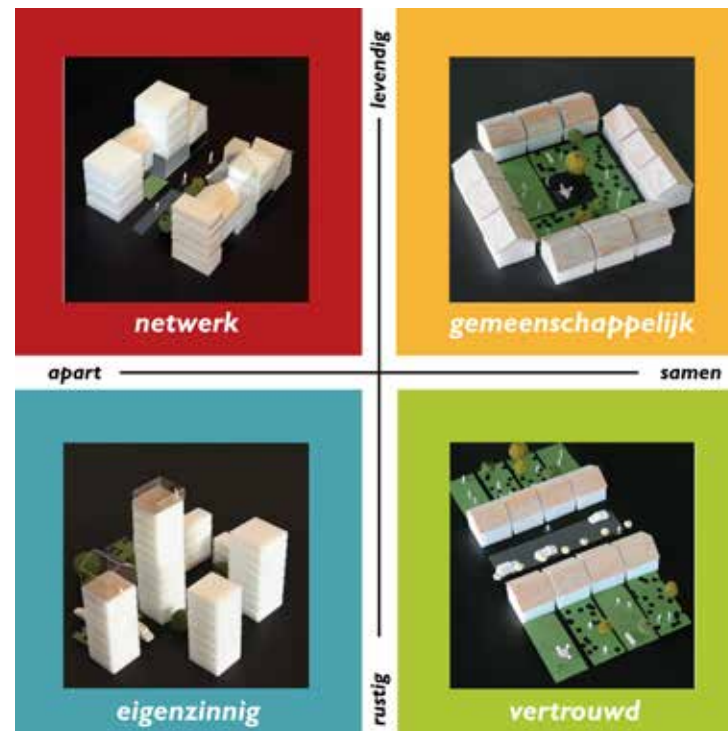 levendig
netwerk
gemeenschappelijk
apart
samen
eigenzinnig
rustig
vertrouwd